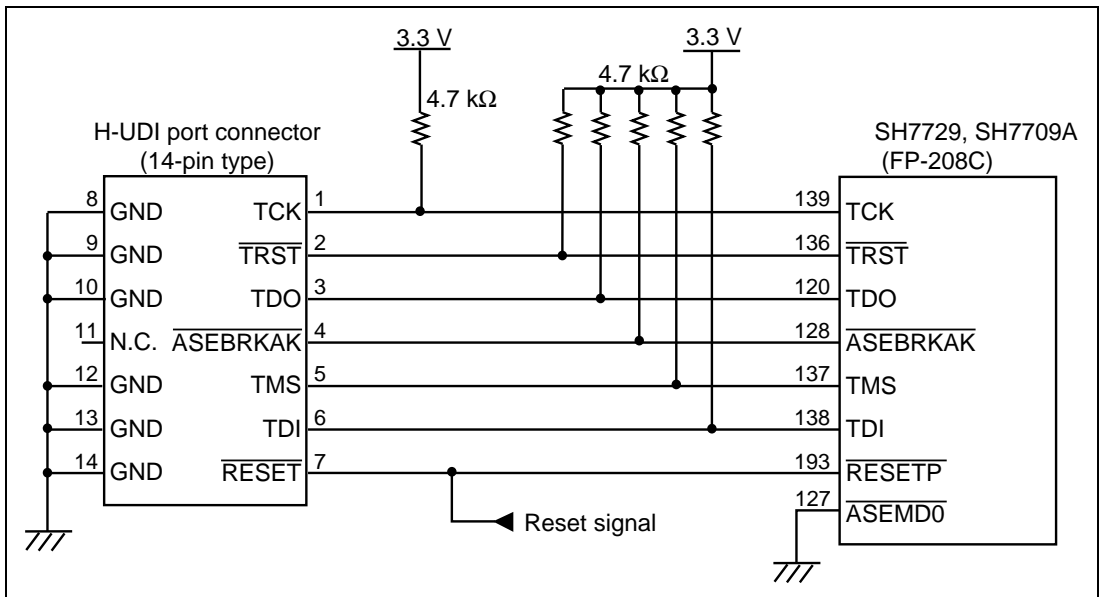 3.3 V
3.3 V
4.7 kΩ
4.7 kΩ
H-UDI port connector
(14-pin type)
SH7729, SH7709A
(FP-208C)
8 GND TCK 1 139 TCK
9 GND TRST 2 136 TRST
10 GND TDO 3 120 TDO
11 N.C. ASEBRKAK 4 128 ASEBRKAK
12 GND TMS 5 137 TMS
13 GND TDI 6 138 TDI
14 GND RESET 7 193 RESETP
127 ASEMD0
Reset signal